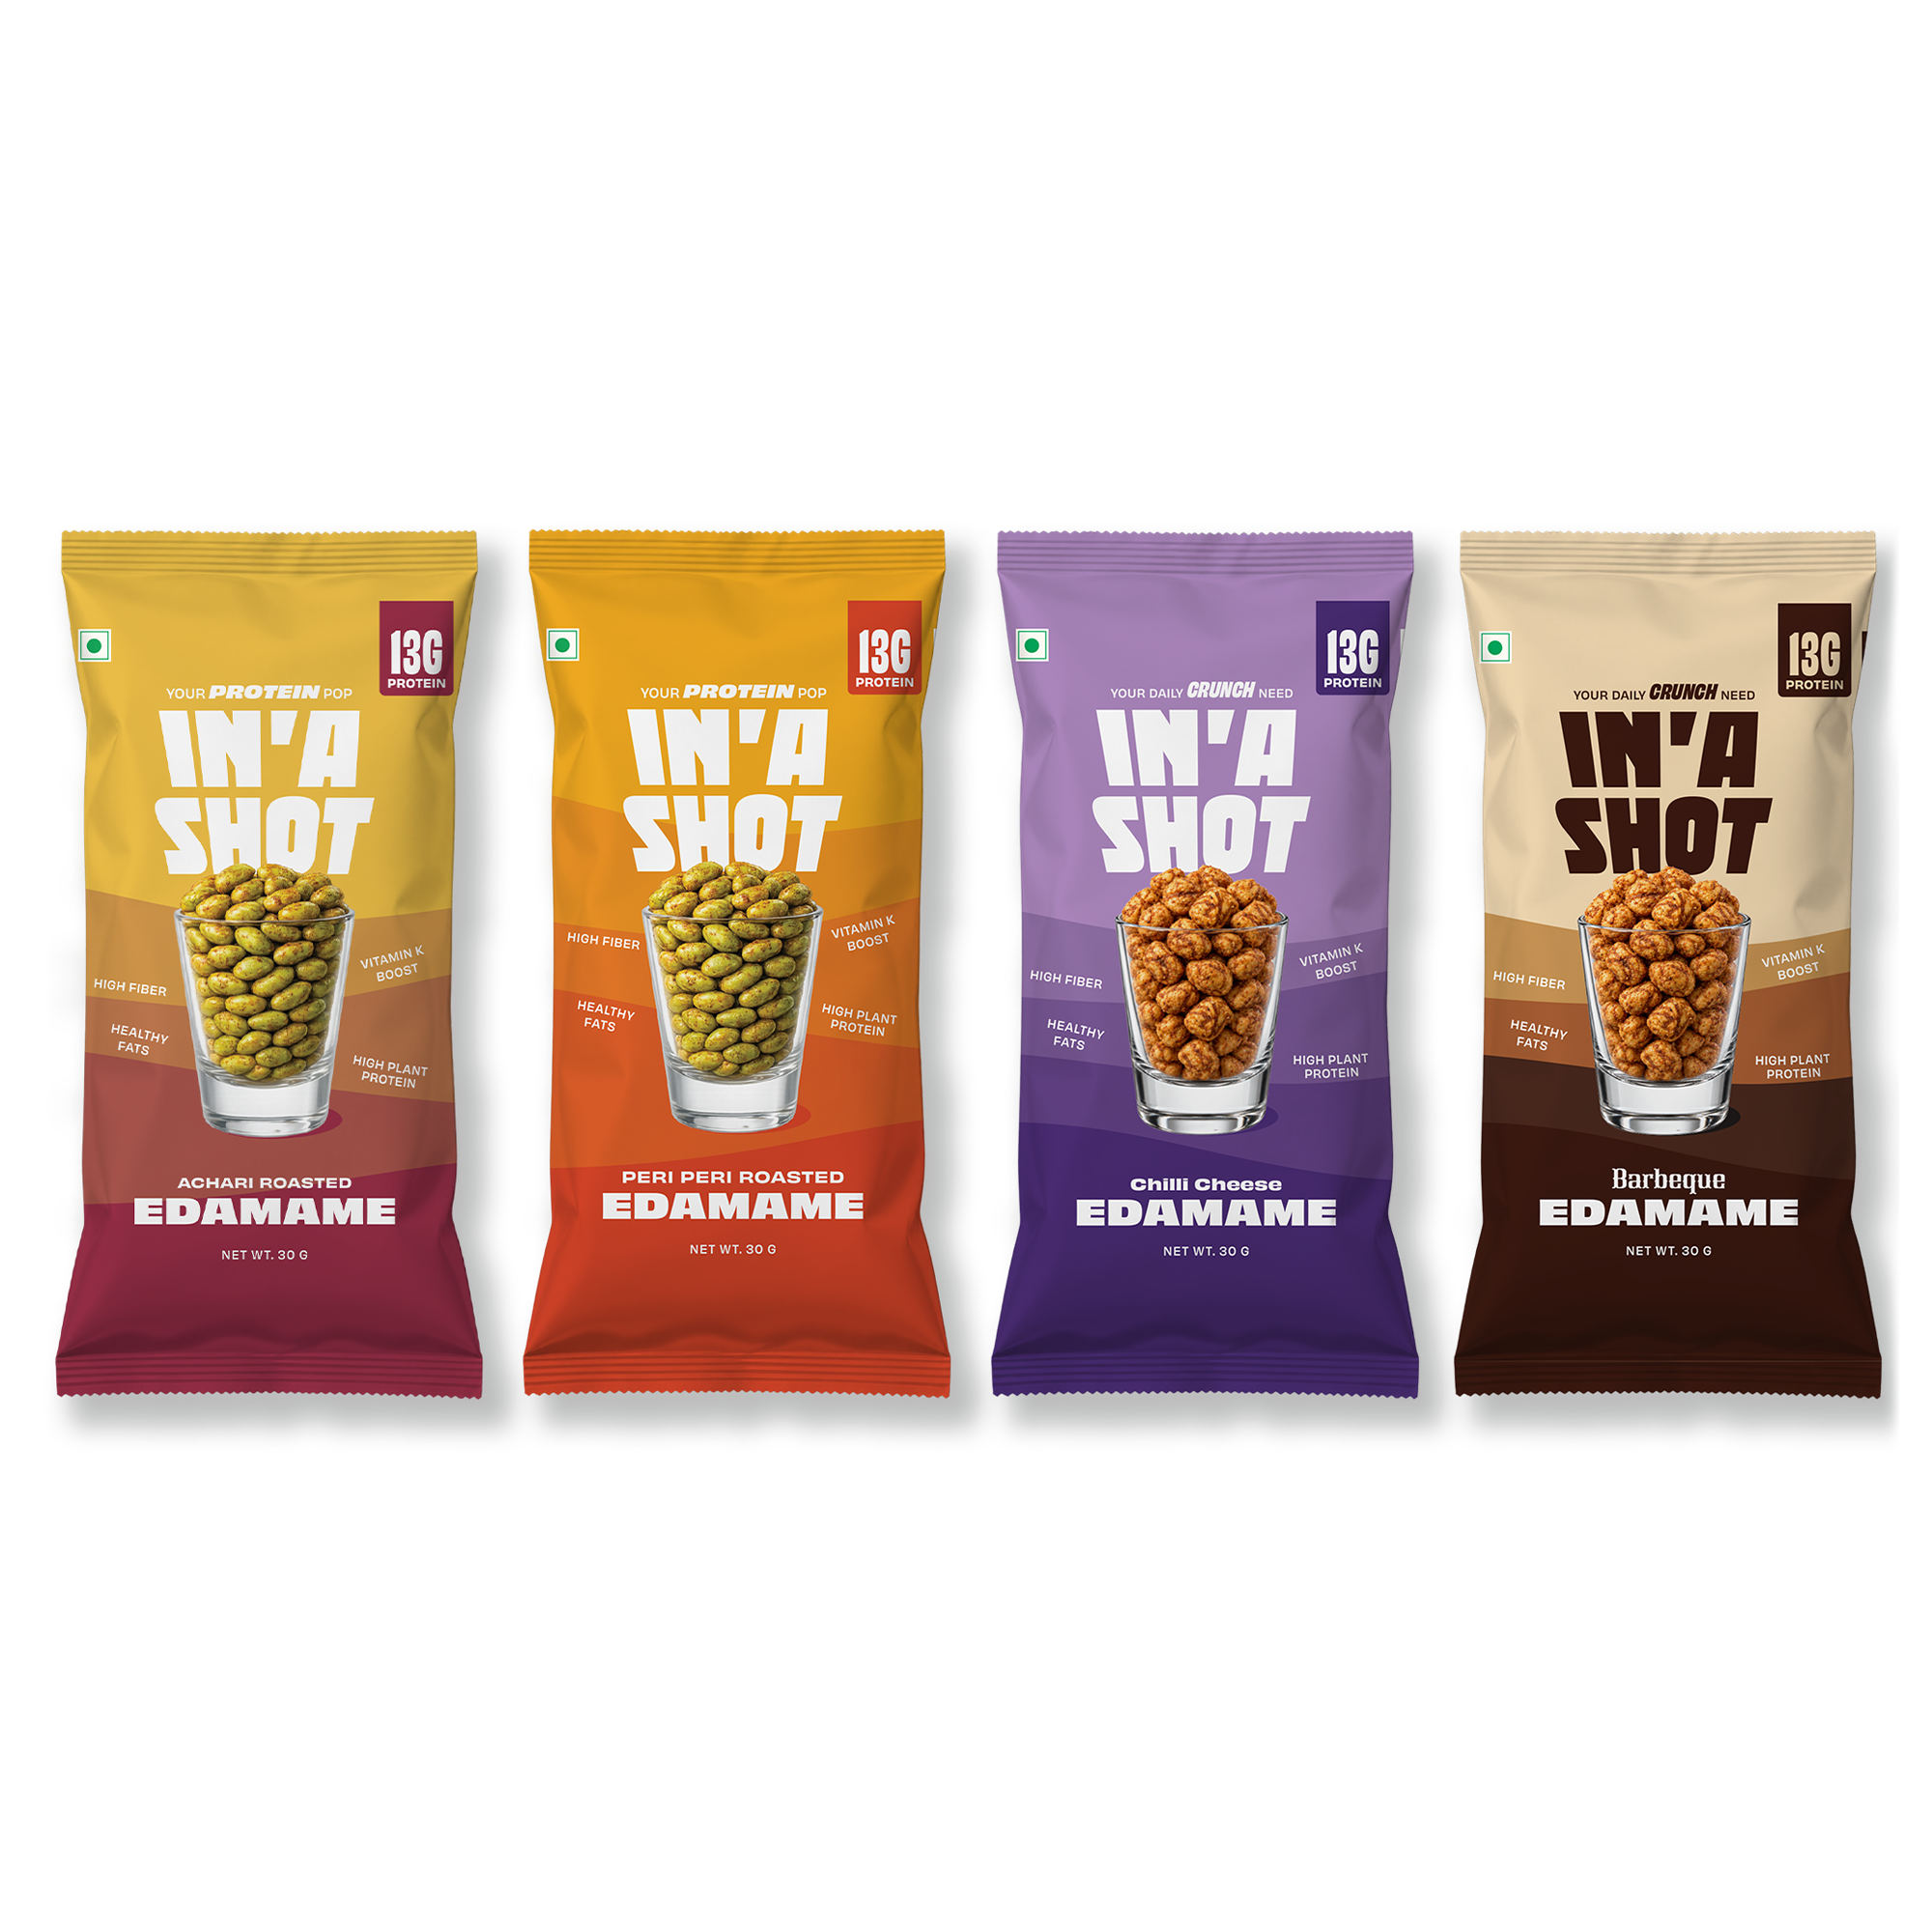 13G
PROTEIN
YOUR PROTEIN POP
IN'A
SHOT
HIGH FIBER
VITAMIN K
BOOST
HEALTHY
FATS
HIGH PLANT
PROTEIN
ACHARI ROASTED
EDAMAME
NET WT. 30 G
13G
PROTEIN
YOUR PROTEIN POP
IN'A
SHOT
HIGH FIBER
VITAMIN K
BOOST
HEALTHY
FATS
HIGH PLANT
PROTEIN
PERI PERI ROASTED
EDAMAME
NET WT. 30 G
13G
PROTEIN
YOUR DAILY CRUNCH NEED
IN'A
SHOT
HIGH FIBER
VITAMIN K
BOOST
HEALTHY
FATS
HIGH PLANT
PROTEIN
Chilli Cheese
EDAMAME
NET WT. 30 G
13G
PROTEIN
YOUR DAILY CRUNCH NEED
IN'A
SHOT
HIGH FIBER
VITAMIN K
BOOST
HEALTHY
FATS
HIGH PLANT
PROTEIN
Barbeque
EDAMAME
NET WT. 30 G